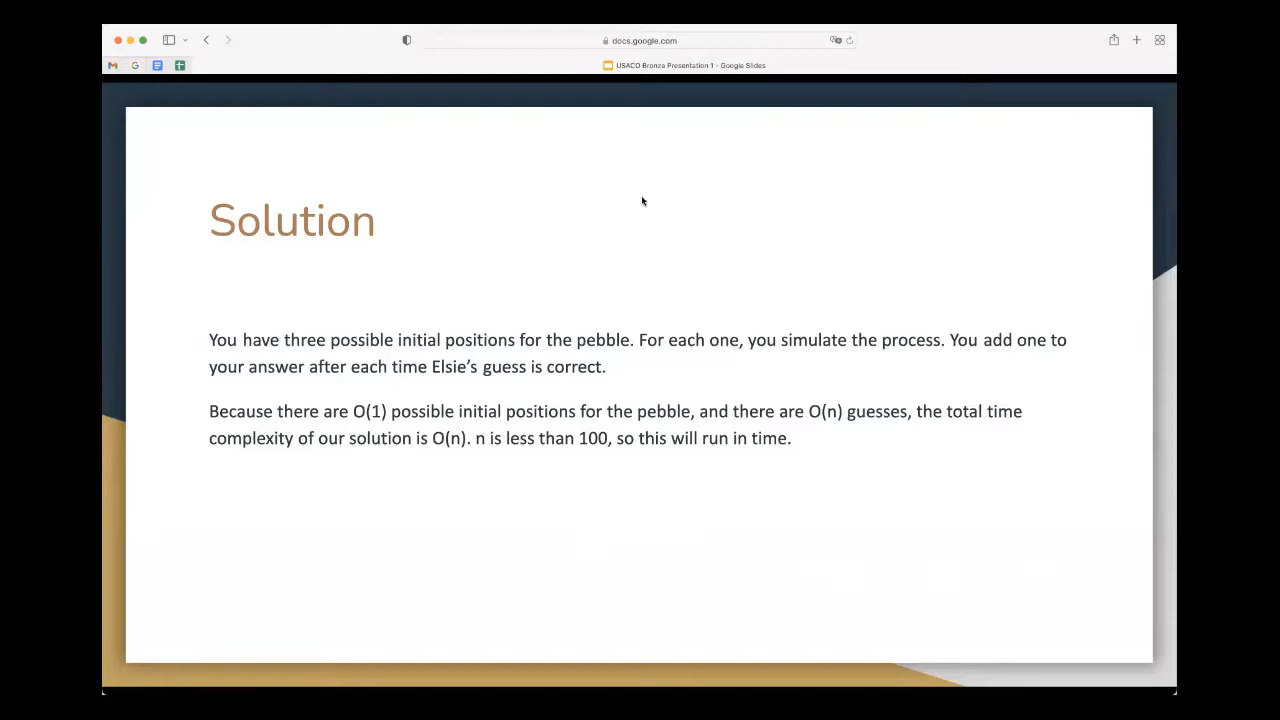 docs.google.com
USACO Bronze Presentation 1 - Google Slides
Solution
You have three possible initial positions for the pebble. For each one, you simulate the process. You add one to
your answer after each time Elsie's guess is correct.
Because there are O(1) possible initial positions for the pebble, and there are O(n) guesses, the total time
complexity of our solution is O(n). n is less than 100, so this will run in time.